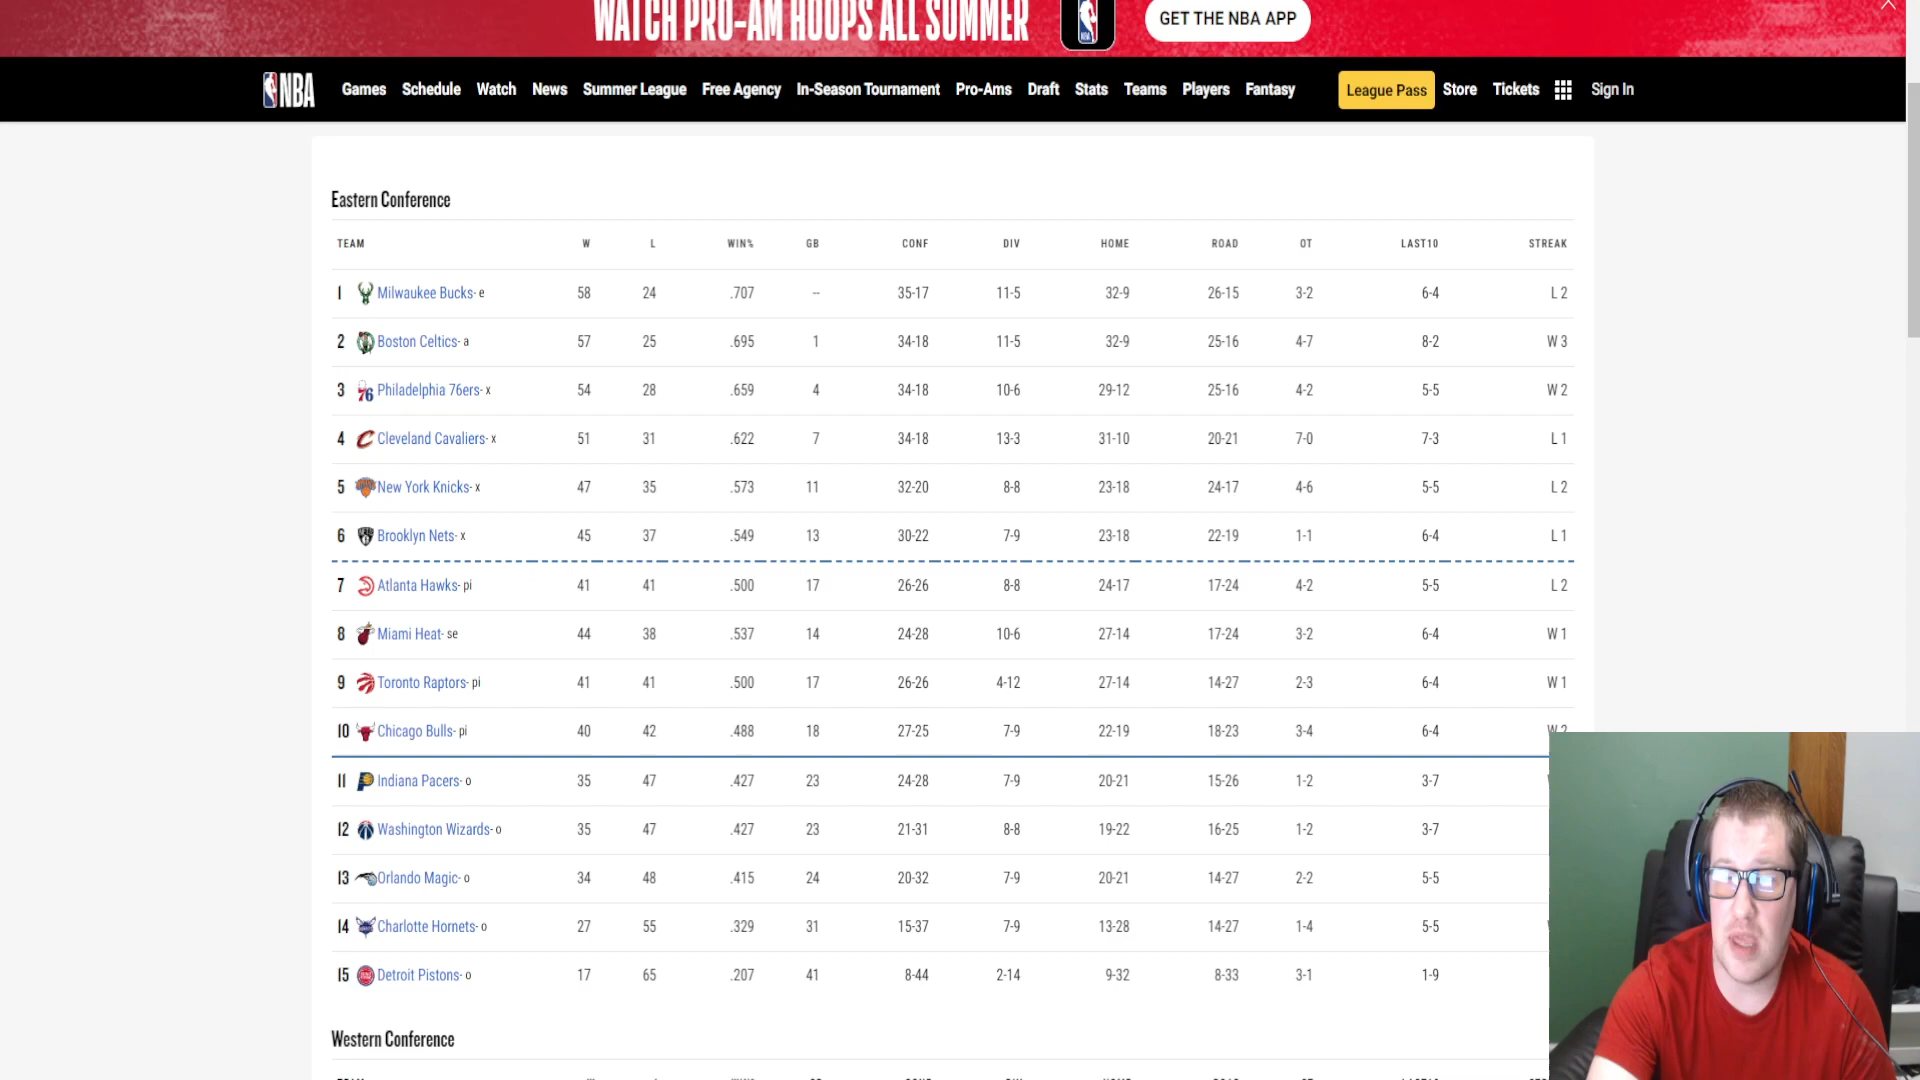 WATCH PRO-AM HOOPS ALL SUMMER GET THE NBA APP
NBA Games Schedule Watch News Summer League Free Agency In-Season Tournament Pro-Ams Draft Stats Teams Players Fantasy League Pass Store Tickets Sign In
Eastern Conference
TEAM W L WIN% GB CONF DIV HOME ROAD OT LAST10 STREAK
1 Milwaukee Bucks- e 58 24 .707 -- 35-17 11-5 32-9 26-15 3-2 6-4 L 2
2 Boston Celtics- a 57 25 .695 1 34-18 11-5 32-9 25-16 4-7 8-2 W 3
3 Philadelphia 76ers- x 54 28 .659 4 34-18 10-6 29-12 25-16 4-2 5-5 W 2
4 Cleveland Cavaliers- x 51 31 .622 7 34-18 13-3 31-10 20-21 7-0 7-3 L 1
5 New York Knicks- x 47 35 .573 11 32-20 8-8 23-18 24-17 4-6 5-5 L 2
6 Brooklyn Nets- x 45 37 .549 13 30-22 7-9 23-18 22-19 1-1 6-4 L 1
7 Atlanta Hawks- pi 41 41 .500 17 26-26 8-8 24-17 17-24 4-2 5-5 L 2
8 Miami Heat- se 44 38 .537 14 24-28 10-6 27-14 17-24 3-2 6-4 W 1
9 Toronto Raptors- pi 41 41 .500 17 26-26 4-12 27-14 14-27 2-3 6-4 W 1
10 Chicago Bulls- pi 40 42 .488 18 27-25 7-9 22-19 18-23 3-4 6-4 W 2
11 Indiana Pacers- o 35 47 .427 23 24-28 7-9 20-21 15-26 1-2 3-7
12 Washington Wizards- o 35 47 .427 23 21-31 8-8 19-22 16-25 1-2 3-7
13 Orlando Magic- o 34 48 .415 24 20-32 7-9 20-21 14-27 2-2 5-5
14 Charlotte Hornets- o 27 55 .329 31 15-37 7-9 13-28 14-27 1-4 5-5
15 Detroit Pistons- o 17 65 .207 41 8-44 2-14 9-32 8-33 3-1 1-9
Western Conference